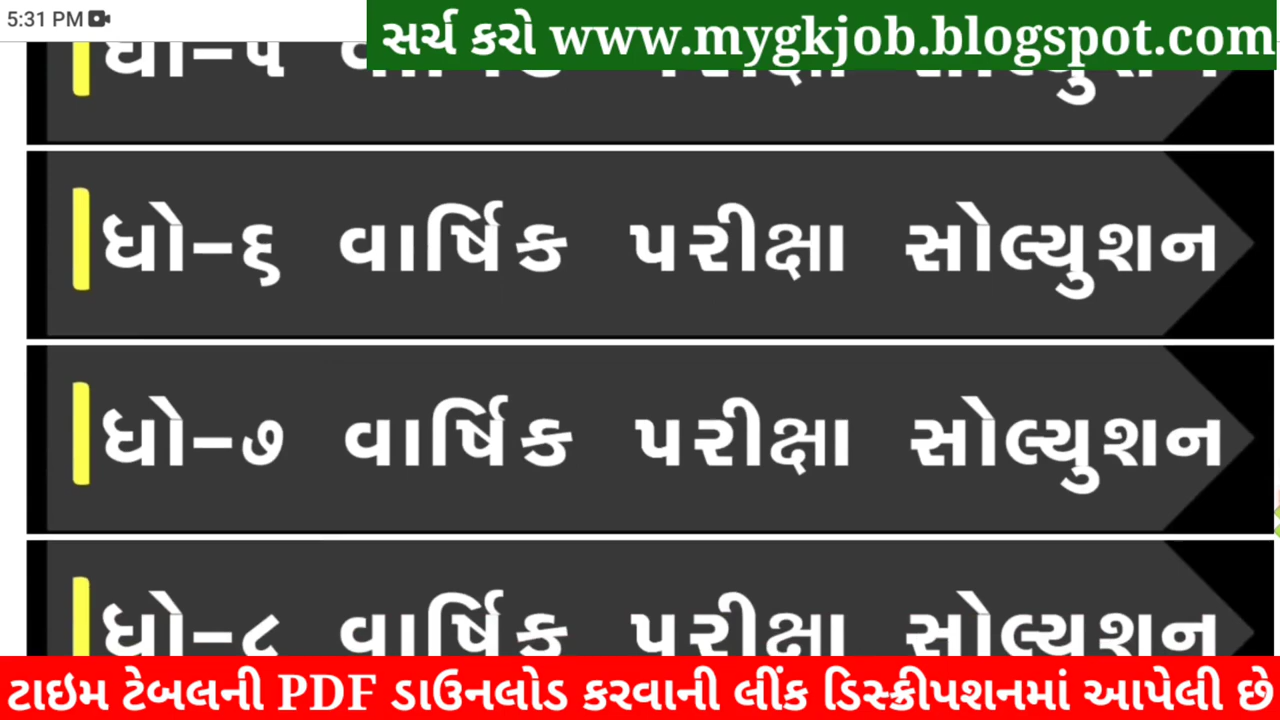 5:31 PM
સર્ચ કરો www.mygkjob.blogspot.com
ધો-૫
ધો-૬ વાર્ષિક પરીક્ષા સોલ્યુશન
ધો-૭ વાર્ષિક પરીક્ષા સોલ્યુશન
ધો-૮ વાર્ષિક પરીક્ષા સોલ્યુશન
ટાઇમ ટેબલની PDF ડાઉનલોડ કરવાની લીંક ડિસ્ક્રીપશનમાં આપેલી છે